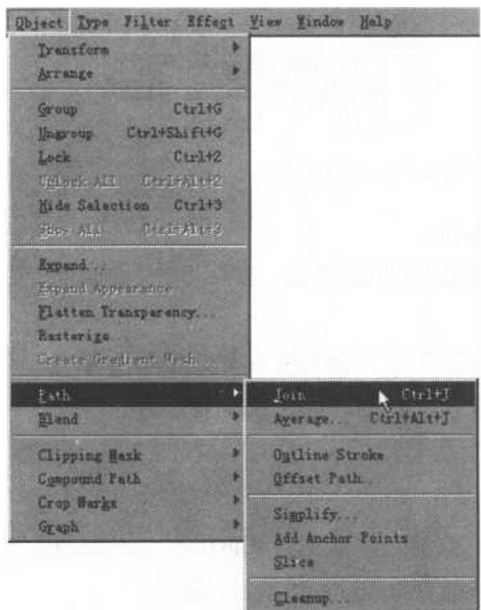 Object Type Filter Effect View Window Help
Transform
Arrange
Group Ctrl+G
Ungroup Ctrl+Shift+G
Lock Ctrl+2
Unlock All Ctrl+Alt+2
Hide Selection Ctrl+3
Show All Ctrl+Alt+3
Expand...
Expand Appearance
Flatten Transparency...
Rasterize
Create Gradient Mesh...
Path
Join Ctrl+J
Blend
Average... Ctrl+Alt+J
Clipping Mask
Outline Stroke
Compound Path
Offset Path...
Crop Marks
Simplify...
Graph
Add Anchor Points
Slice
Cleanup...